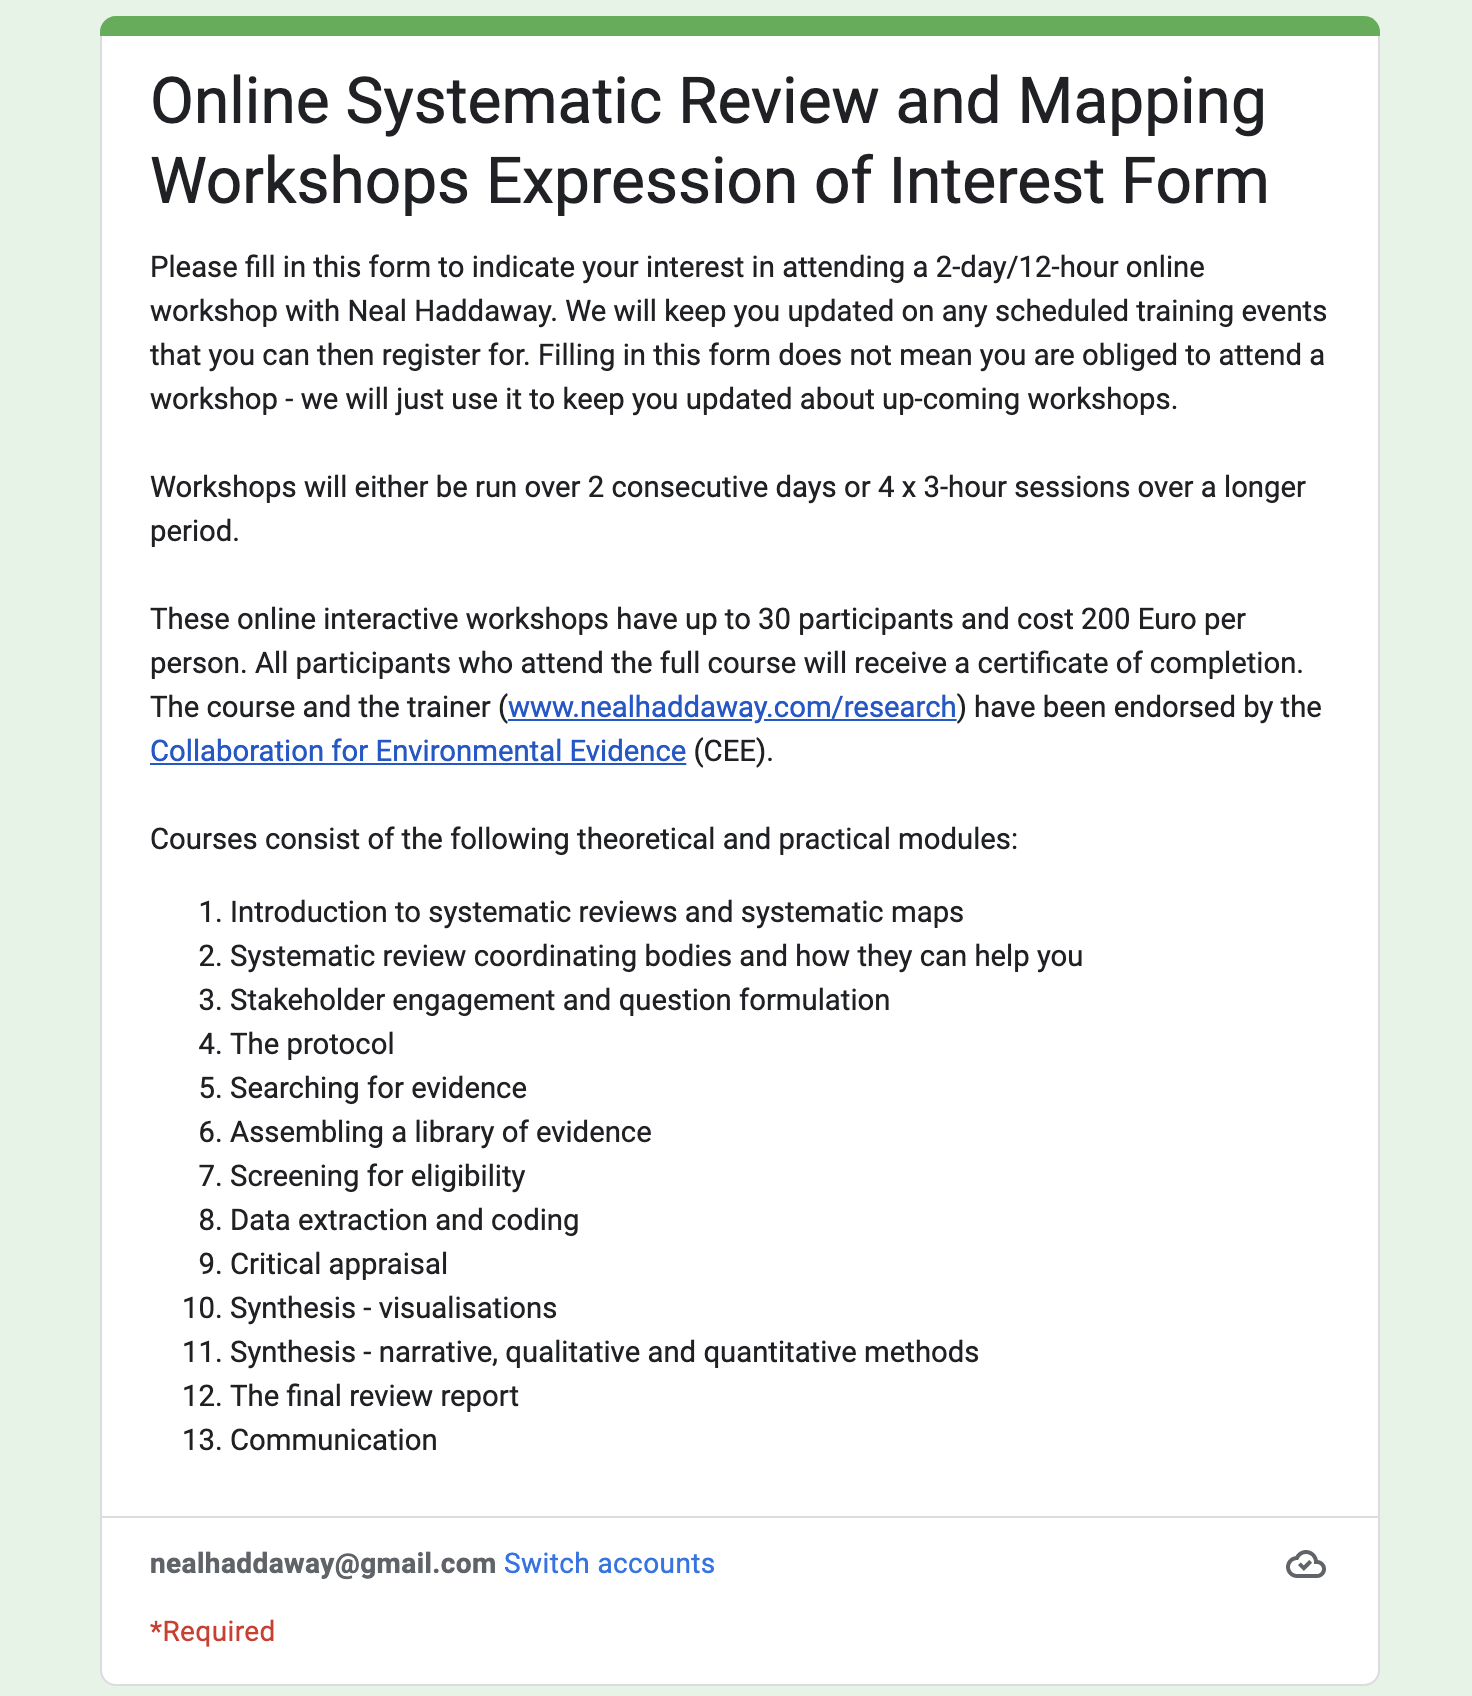 Online Systematic Review and Mapping
Workshops Expression of Interest Form
Please fill in this form to indicate your interest in attending a 2-day/12-hour online
workshop with Neal Haddaway. We will keep you updated on any scheduled training events
that you can then register for. Filling in this form does not mean you are obliged to attend a
workshop - we will just use it to keep you updated about up-coming workshops.
Workshops will either be run over 2 consecutive days or 4 x 3-hour sessions over a longer
period.
These online interactive workshops have up to 30 participants and cost 200 Euro per
person. All participants who attend the full course will receive a certificate of completion.
The course and the trainer (www.nealhaddaway.com/research) have been endorsed by the
Collaboration for Environmental Evidence (CEE).
Courses consist of the following theoretical and practical modules:
1. Introduction to systematic reviews and systematic maps
2. Systematic review coordinating bodies and how they can help you
3. Stakeholder engagement and question formulation
4. The protocol
5. Searching for evidence
6. Assembling a library of evidence
7. Screening for eligibility
8. Data extraction and coding
9. Critical appraisal
10. Synthesis - visualisations
11. Synthesis - narrative, qualitative and quantitative methods
12. The final review report
13. Communication
nealhaddaway@gmail.com Switch accounts
*Required